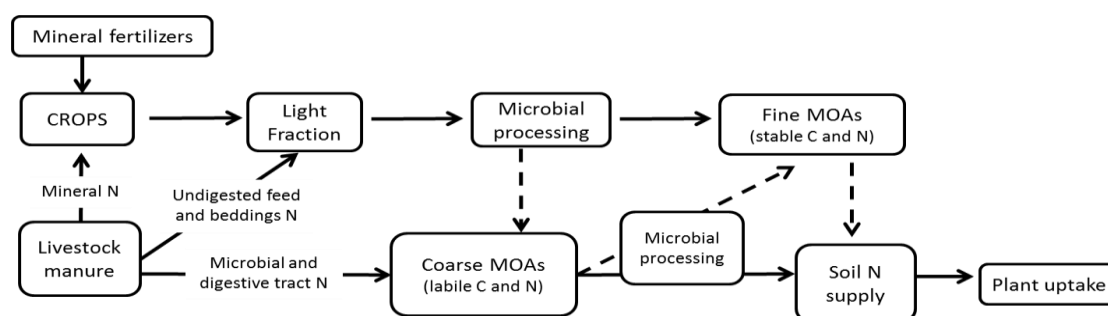 Mineral fertilizers
CROPS
Light
Fraction
Microbial
processing
Fine MOAs
(stable C and N)
Mineral N
Undigested feed
and beddings N
Livestock
manure
Microbial and
digestive tract N
Coarse MOAs
(labile C and N)
Microbial
processing
Soil N
supply
Plant uptake